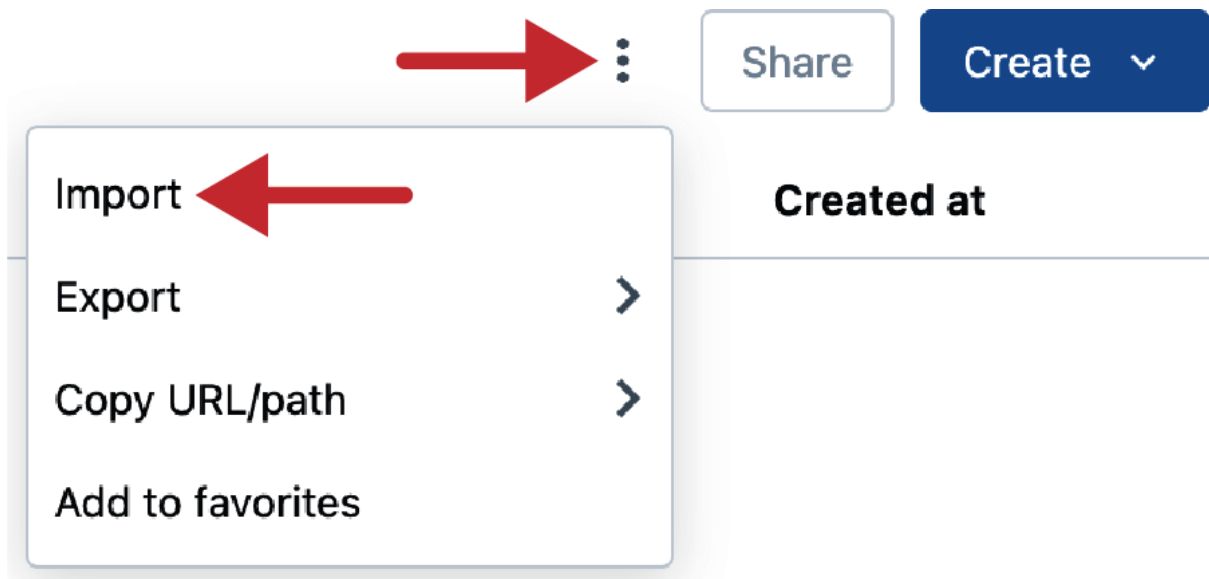 Share
Create
Import
Created at
Export
Copy URL/path
Add to favorites